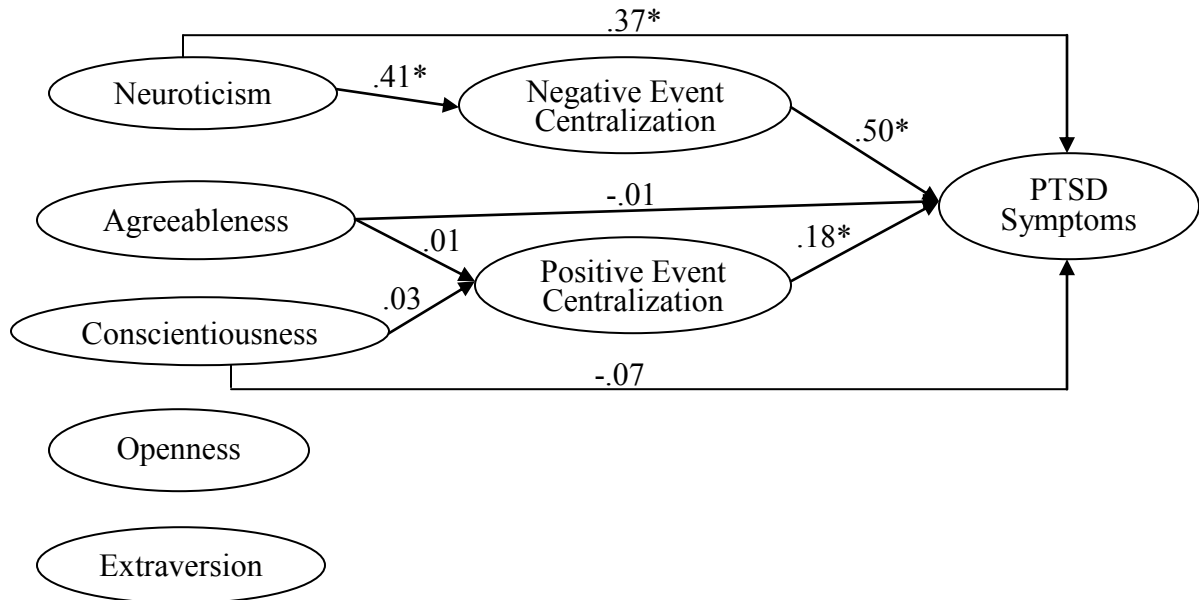 .37*
Neuroticism
.41*
Negative Event
Centralization
.50*
PTSD
Symptoms
Agreeableness
-.01
.01
.18*
Positive Event
Centralization
.03
Conscientiousness
-.07
Openness
Extraversion